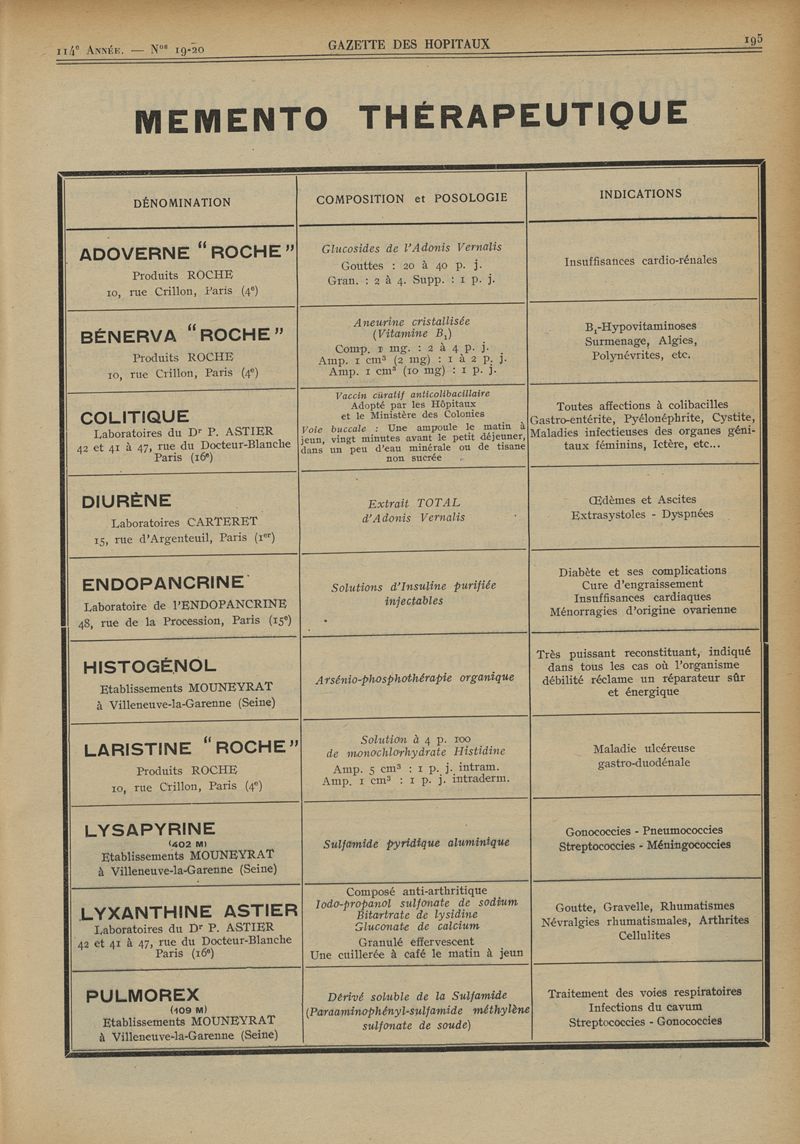 114e ANNÉE. — Nos 19-20
GAZETTE DES HOPITAUX
195
MEMENTO THÉRAPEUTIQUE
DÉNOMINATION
COMPOSITION et POSOLOGIE
INDICATIONS
ADOVERNE “ROCHE”
Produits ROCHE
10, rue Crillon, Paris (4e)
Glucosides de l'Adonis Vernalis
Gouttes : 20 à 40 p. j.
Gran. : 2 à 4. Supp. : 1 p. j.
Insuffisances cardio-rénales
BÉNERVA “ROCHE”
Produits ROCHE
10, rue Crillon, Paris (4e)
Aneurine cristallisée
(Vitamine B1)
Comp. 1 mg. : 2 à 4 p. j.
Amp. 1 cm³ (2 mg) : 1 à 2 p. j.
Amp. 1 cm³ (10 mg) : 1 p. j.
B1-Hypovitaminoses
Surmenage, Algies,
Polynévrites, etc.
COLITIQUE
Laboratoires du Dr P. ASTIER
42 et 41 à 47, rue du Docteur-Blanche
Paris (16e)
Vaccin curatif anticolibacillaire
Adopté par les Hôpitaux
et le Ministère des Colonies
Voie buccale : Une ampoule le matin à
jeun, vingt minutes avant le petit déjeuner,
dans un peu d'eau minérale ou de tisane
non sucrée
Toutes affections à colibacilles
Gastro-entérite, Pyélonéphrite, Cystite,
Maladies infectieuses des organes géni-
taux féminins, Ictère, etc...
DIURÈNE
Laboratoires CARTERET
15, rue d'Argenteuil, Paris (1er)
Extrait TOTAL
d'Adonis Vernalis
Œdèmes et Ascites
Extrasystoles - Dyspnées
ENDOPANCRINE
Laboratoire de l'ENDOPANCRINE
48, rue de la Procession, Paris (15e)
Solutions d'Insuline purifiée
injectables
Diabète et ses complications
Cure d'engraissement
Insuffisances cardiaques
Ménorragies d'origine ovarienne
HISTOGÉNOL
Etablissements MOUNEYRAT
à Villeneuve-la-Garenne (Seine)
Arsénio-phosphothérapie organique
Très puissant reconstituant, indiqué
dans tous les cas où l'organisme
débilité réclame un réparateur sûr
et énergique
LARISTINE “ROCHE”
Produits ROCHE
10, rue Crillon, Paris (4e)
Solution à 4 p. 100
de monochlorhydrate Histidine
Amp. 5 cm³ : 1 p. j. intram.
Amp. 1 cm³ : 1 p. j. intraderm.
Maladie ulcéreuse
gastro-duodénale
LYSAPYRINE
(402 M)
Etablissements MOUNEYRAT
à Villeneuve-la-Garenne (Seine)
Sulfamide pyridique aluminique
Gonococcies - Pneumococcies
Streptococcies - Méningococcies
LYXANTHINE ASTIER
Laboratoires du Dr P. ASTIER
42 et 41 à 47, rue du Docteur-Blanche
Paris (16e)
Composé anti-arthritique
Iodo-propanol sulfonate de sodium
Bitartrate de lysidine
Gluconate de calcium
Granulé effervescent
Une cuillerée à café le matin à jeun
Goutte, Gravelle, Rhumatismes
Névralgies rhumatismales, Arthrites
Cellulites
PULMOREX
(109 M)
Etablissements MOUNEYRAT
à Villeneuve-la-Garenne (Seine)
Dérivé soluble de la Sulfamide
(Paraaminophényl-sulfamide méthylène
sulfonate de soude)
Traitement des voies respiratoires
Infections du cavum
Streptococcies - Gonococcies